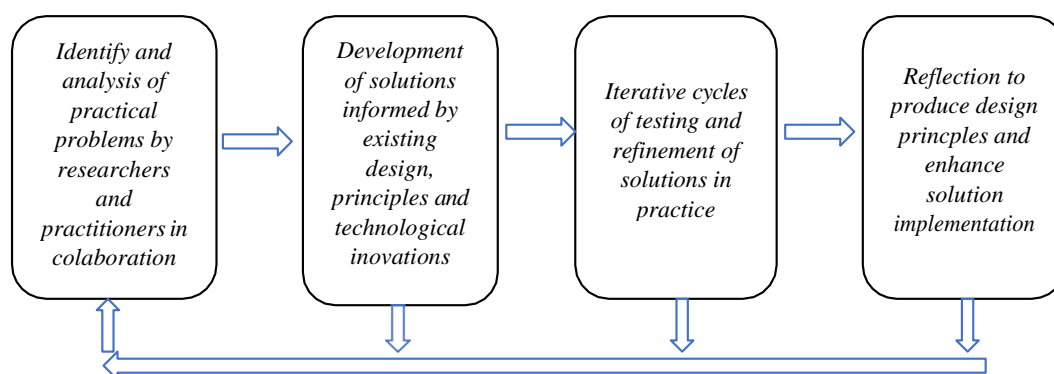 Identify and
analysis of
practical
problems by
researchers
and
practitioners in
colaboration
Development
of solutions
informed by
existing
design,
principles and
technological
inovations
Iterative cycles
of testing and
refinement of
solutions in
practice
Reflection to
produce design
princples and
enhance
solution
implementation